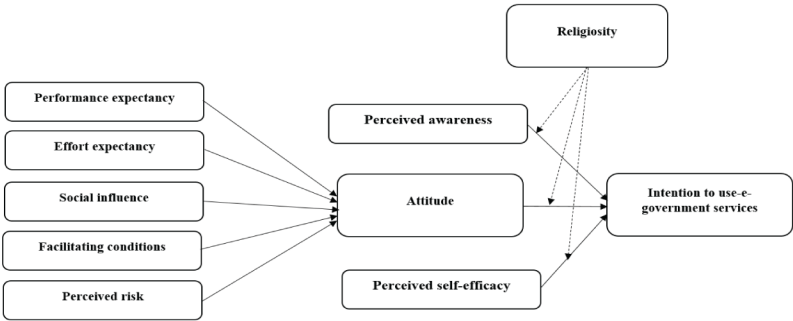 Religiosity
Performance expectancy
Perceived awareness
Effort expectancy
Social influence
Attitude
Intention to use-e-
government services
Facilitating conditions
Perceived self-efficacy
Perceived risk